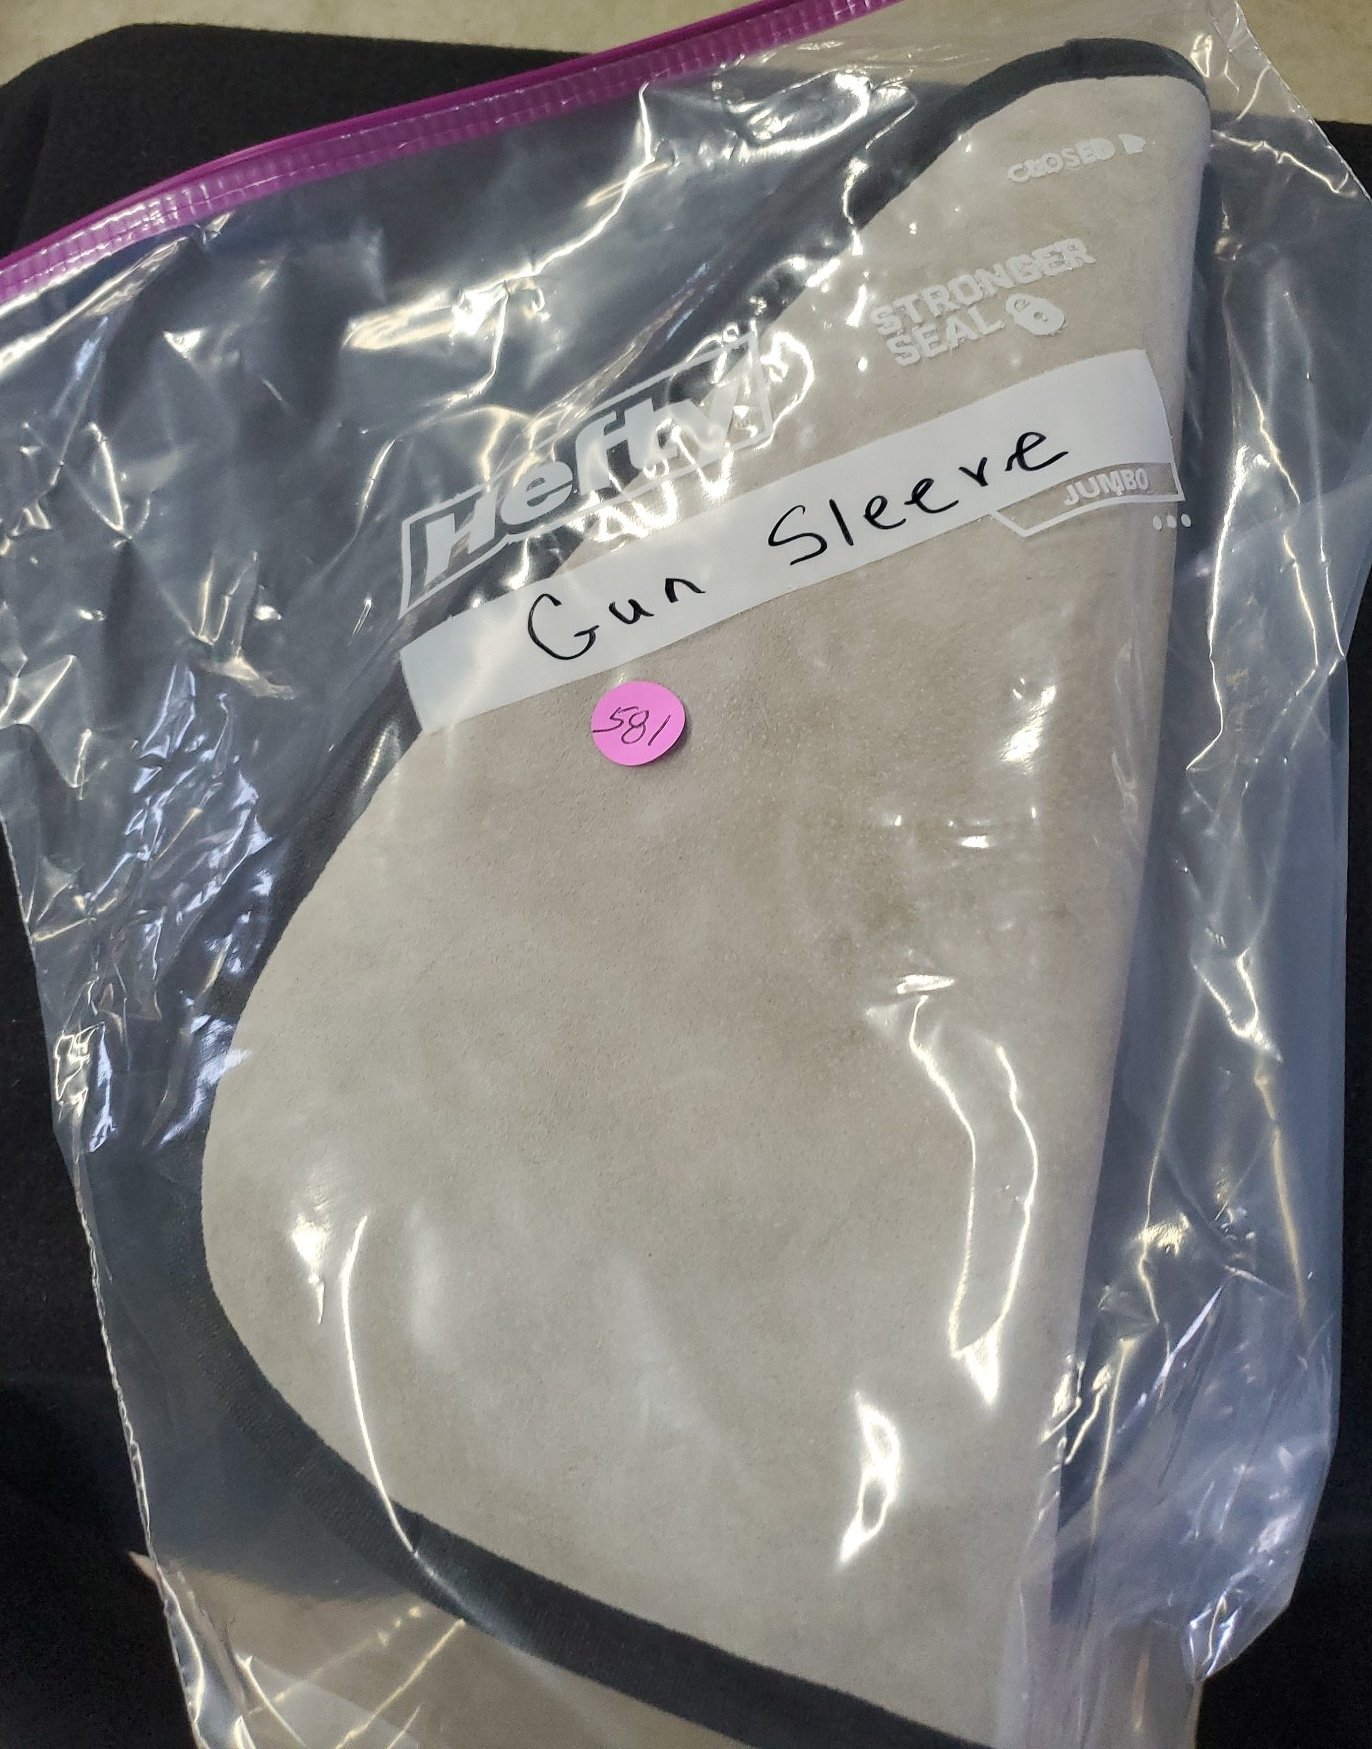 CLOSED
STRONGER
SEAL
Hefty
Gun Sleeve
JUMBO
581